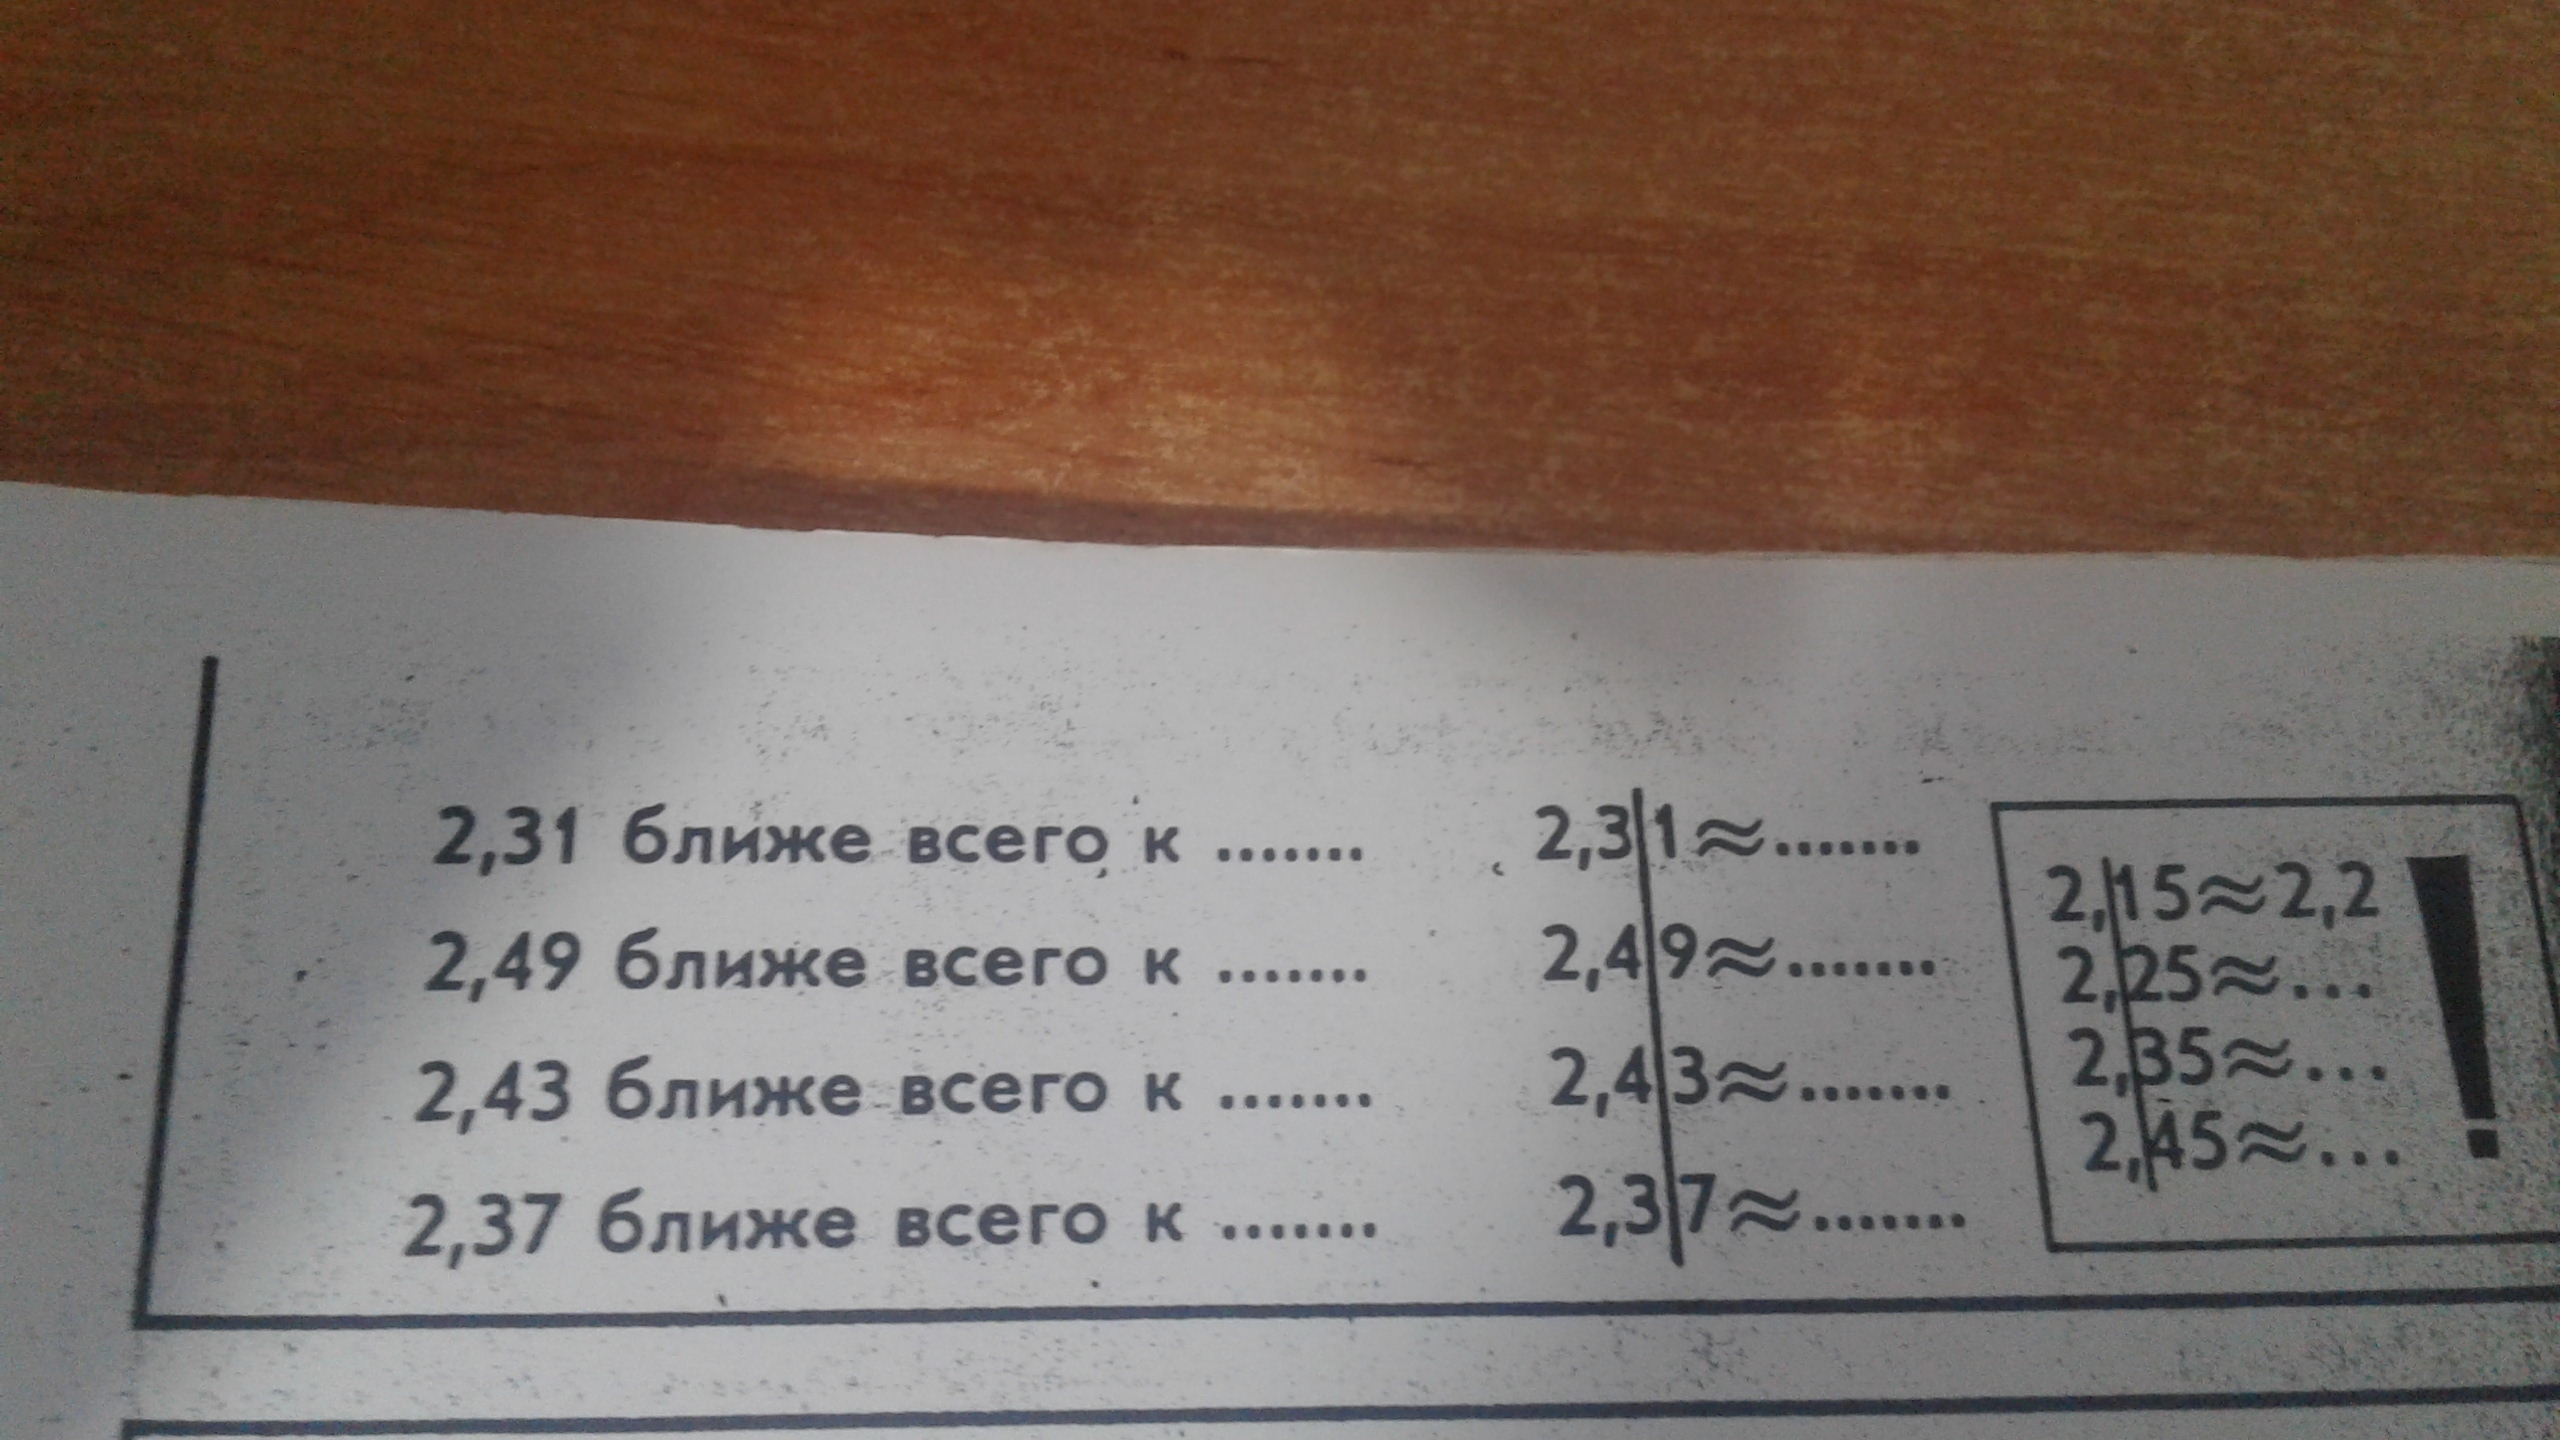 2,31 ближе всего к ....... 2,3|1≈.......
2,49 ближе всего к ....... 2,4|9≈.......
2,43 ближе всего к ....... 2,4|3≈.......
2,37 ближе всего к ....... 2,3|7≈.......
2,15≈2,2
2,25≈...
2,35≈...
2,45≈...
!